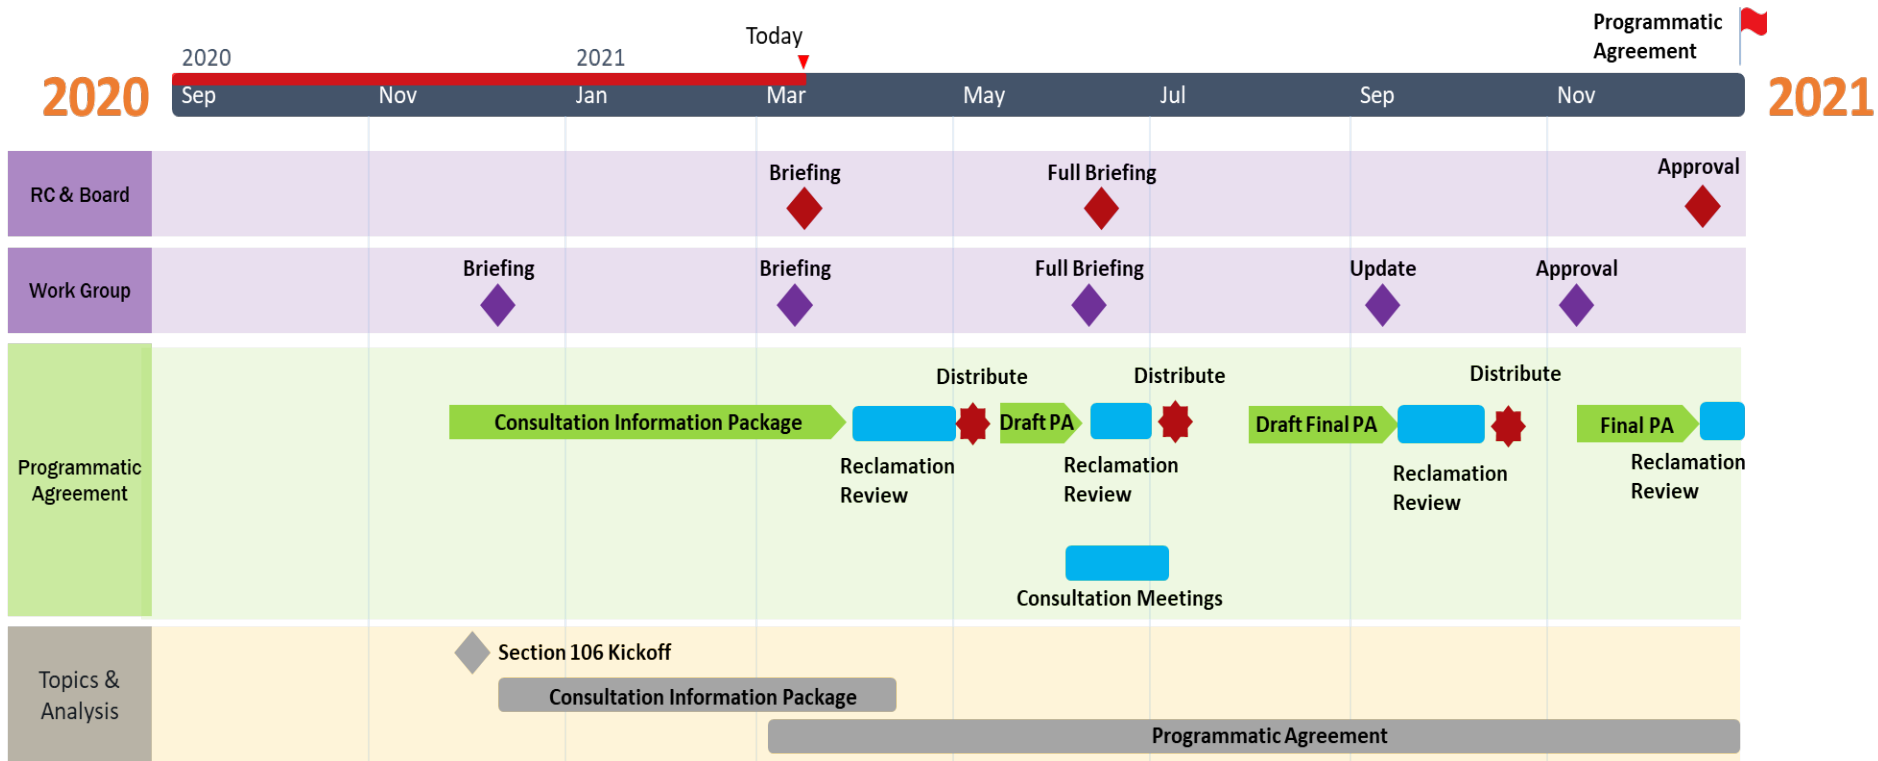 Programmatic
Agreement
Today
2020
2021
2020
2021
Sep
Nov
Jan
Mar
May
Jul
Sep
Nov
RC & Board
Briefing
Full Briefing
Approval
Work Group
Briefing
Briefing
Full Briefing
Update
Approval
Programmatic
Agreement
Distribute
Distribute
Distribute
Consultation Information Package
Draft PA
Draft Final PA
Final PA
Reclamation
Review
Reclamation
Review
Reclamation
Review
Reclamation
Review
Consultation Meetings
Topics &
Analysis
Section 106 Kickoff
Consultation Information Package
Programmatic Agreement